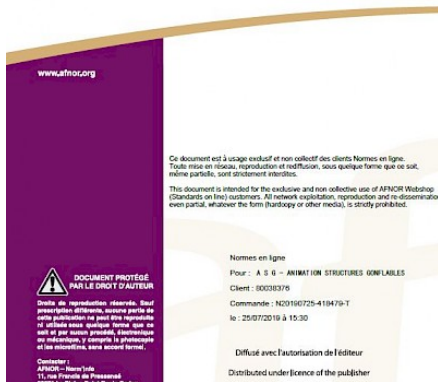 www.afnor.org
Ce document est à usage exclusif et non collectif des clients Normes en ligne.
Toute mise en réseau, reproduction et rediffusion, sous quelque forme que ce soit,
même partielle, sont strictement interdites.
This document is intended for the exclusive and non collective use of AFNOR Webshop
(Standards on line) customers. All network exploitation, reproduction and re-dissemination,
even partial, whatever the form (hardcopy or other media), is strictly prohibited.
DOCUMENT PROTÉGÉ
PAR LE DROIT D'AUTEUR
Droits de reproduction réservés. Sauf
prescription différente, aucune partie de
cette publication ne peut être reproduite
ni utilisée sous quelque forme que ce
soit et par aucun procédé, électronique
ou mécanique, y compris la photocopie
et les microfilms, sans accord formel.
Contacter :
AFNOR – Norm'Info
11, rue Francis de Pressensé
Normes en ligne
Pour : A S G - ANIMATION STRUCTURES GONFLABLES
Client : 80038376
Commande : N20190725-418479-T
le : 25/07/2019 à 15:30
Diffusé avec l'autorisation de l'éditeur
Distributed under licence of the publisher